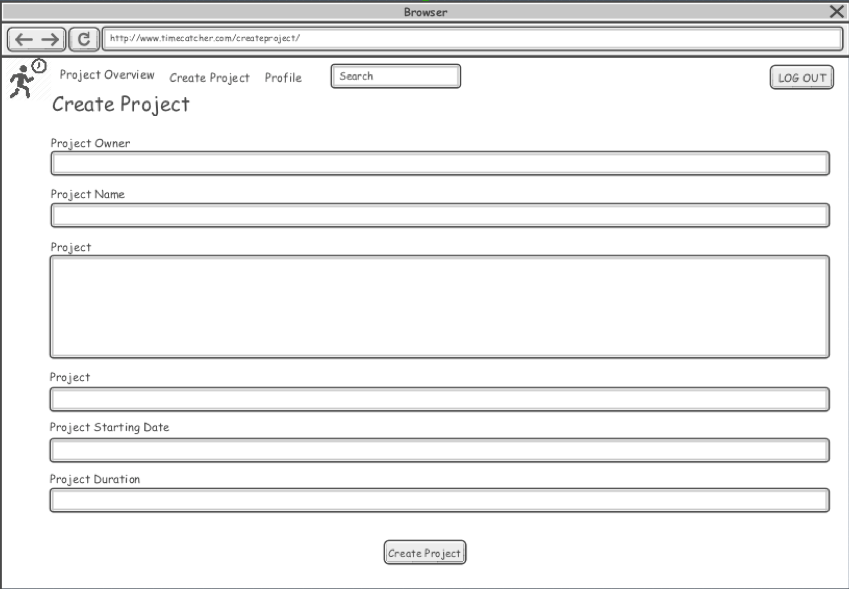 Browser
http://www.timecatcher.com/createproject/
Project Overview Create Project Profile Search LOG OUT
Create Project
Project Owner
Project Name
Project
Project
Project Starting Date
Project Duration
Create Project